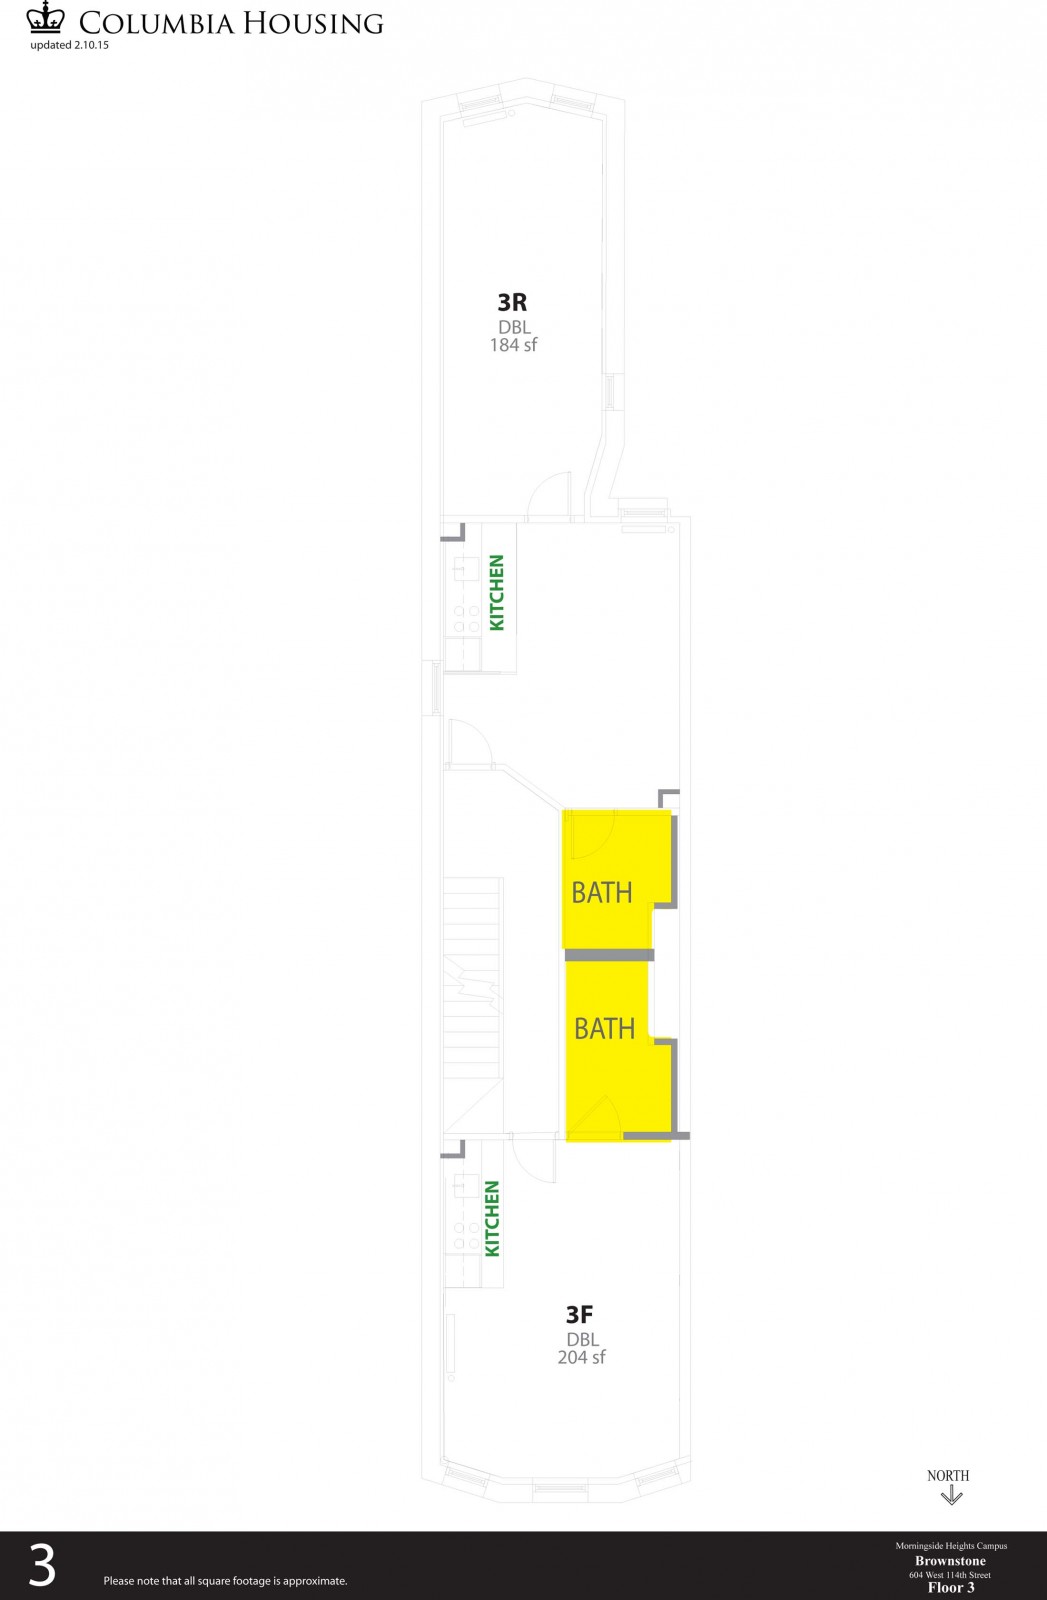 COLUMBIA HOUSING
updated 2.10.15
3R
DBL
184 sf
KITCHEN
BATH
BATH
KITCHEN
3F
DBL
204 sf
NORTH
3
Please note that all square footage is approximate.
Morningside Heights Campus
Brownstone
604 West 114th Street
Floor 3